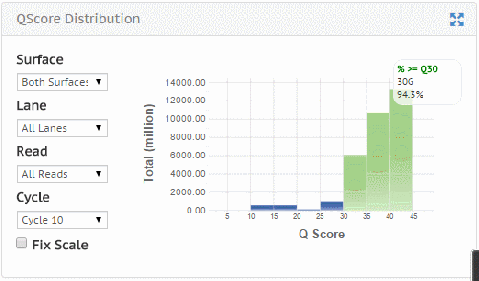 QScore Distribution
Surface
Both Surfaces
Lane
All Lanes
Read
All Reads
Cycle
Cycle 10
Fix Scale
% >= Q30
30G
94.3%
Total (million)
14000.00
12000.00
10000.00
8000.00
6000.00
4000.00
2000.00
0.00
5 10 15 20 25 30 35 40 45
Q Score